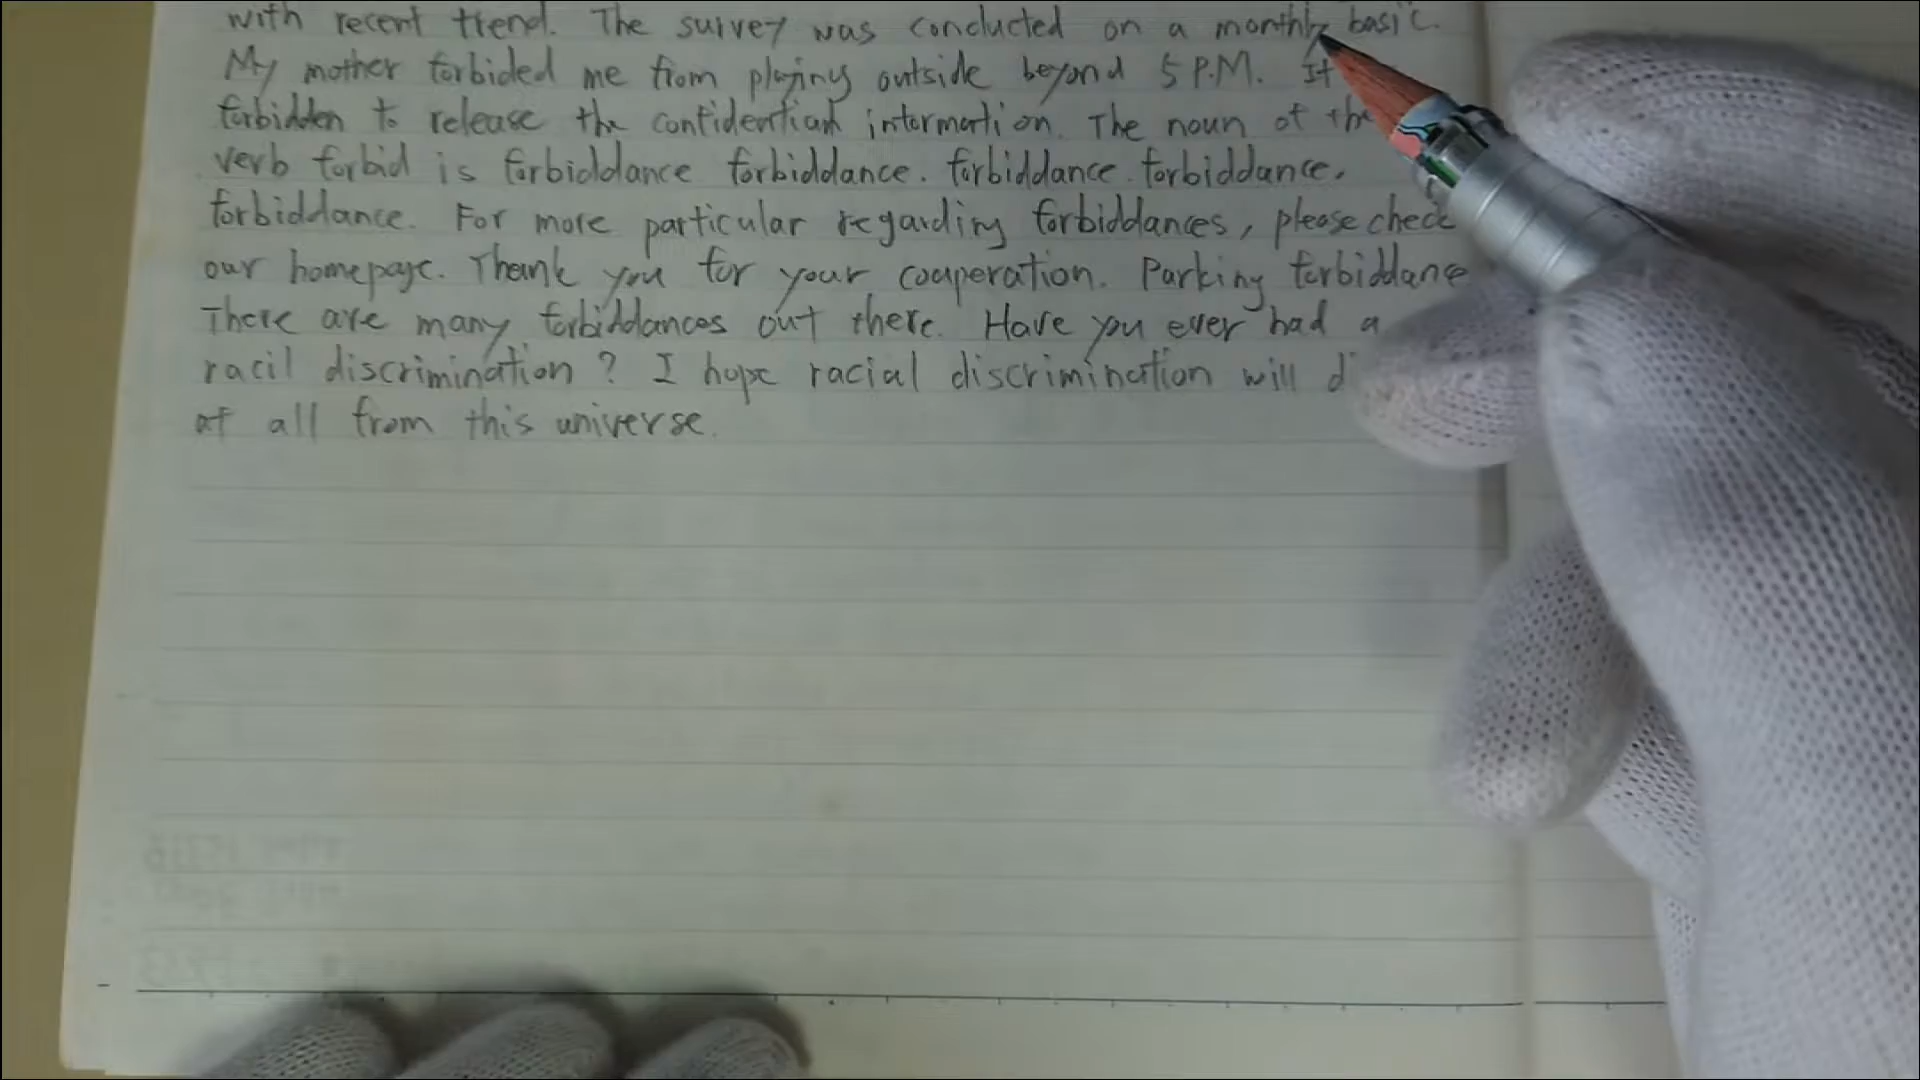 with recent trend. The survey was conducted on a monthly basic.
My mother forbided me from playing outside beyond 5 P.M. It
forbidden to release the confidential information. The noun of the
verb forbid is forbiddance forbiddance. forbiddance. forbiddance.
forbiddance. For more particular regarding forbiddances, please check
our homepage. Thank you for your couperation. Parking forbiddance
There are many forbiddances out there. Have you ever had a
racil discrimination? I hope racial discrimination will
at all from this universe.